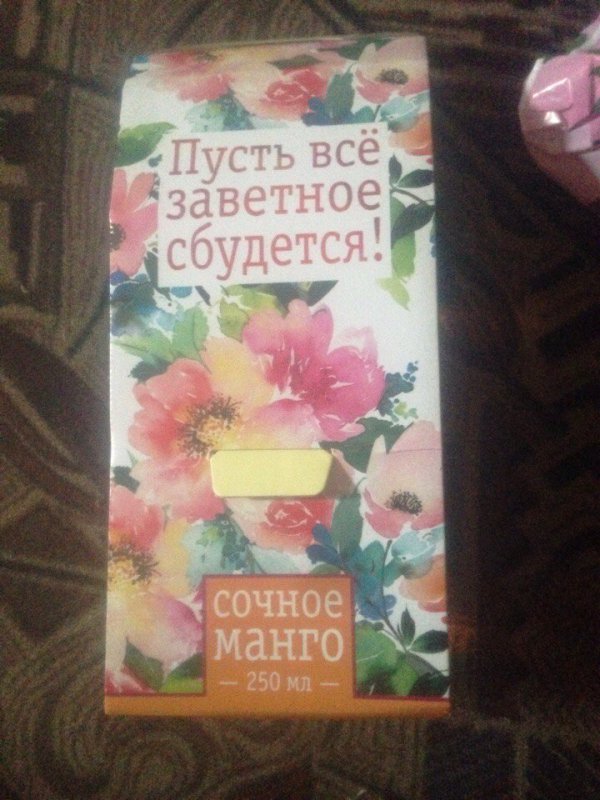 Пусть всё
заветное
сбудется!
сочное
манго
— 250 мл —